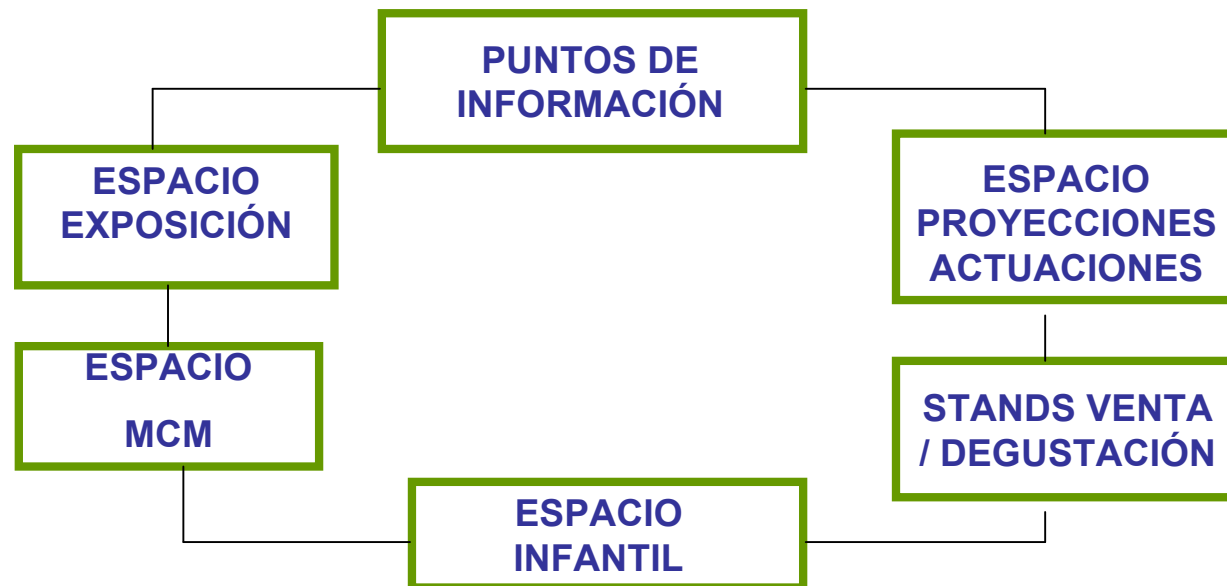 PUNTOS DE
INFORMACIÓN
ESPACIO
EXPOSICIÓN
ESPACIO
PROYECCIONES
ACTUACIONES
ESPACIO
MCM
STANDS VENTA
/ DEGUSTACIÓN
ESPACIO
INFANTIL